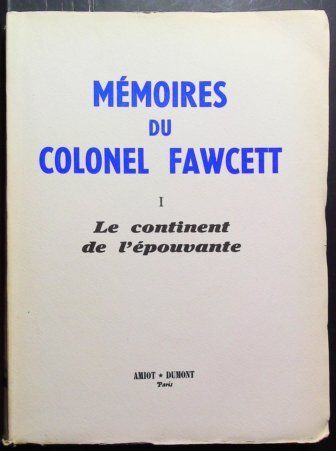 MÉMOIRES
DU
COLONEL FAWCETT
I
Le continent
de l'épouvante
AMIOT ★ DUMONT
Paris